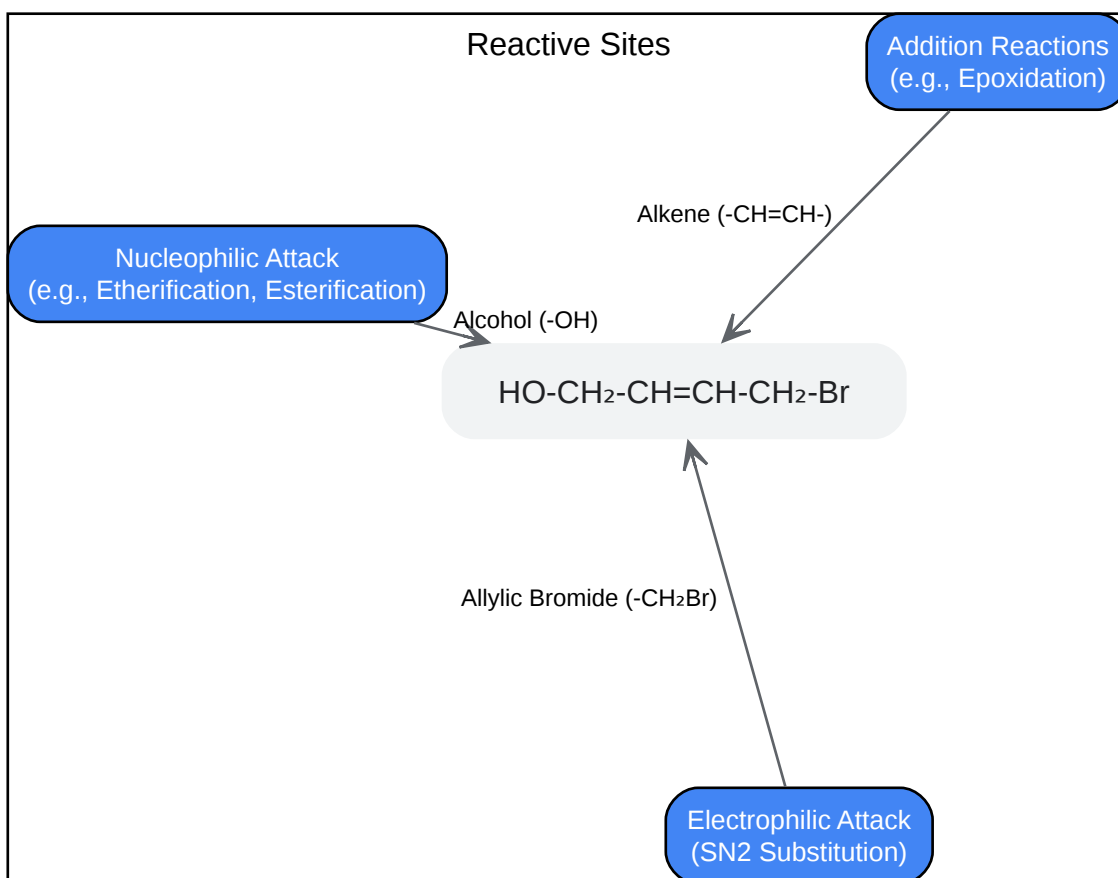 Reactive Sites
Addition Reactions
(e.g., Epoxidation)
Alkene (-CH=CH-)
Nucleophilic Attack
(e.g., Etherification, Esterification)
Alcohol (-OH)
HO-CH₂-CH=CH-CH₂-Br
Allylic Bromide (-CH₂Br)
Electrophilic Attack
(SN2 Substitution)